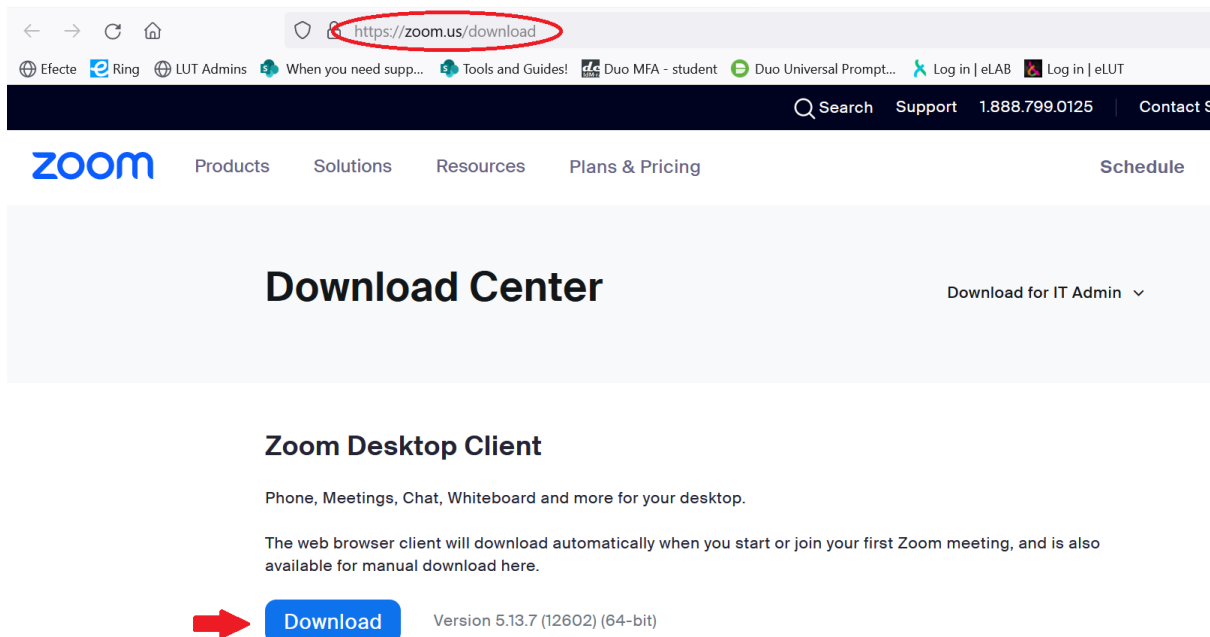 https://zoom.us/download
Efecte Ring LUT Admins When you need supp... Tools and Guides! Duo MFA - student Duo Universal Prompt... Log in | eLAB Log in | eLUT
Search Support 1.888.799.0125 Contact S
zoom Products Solutions Resources Plans & Pricing Schedule
Download Center
Download for IT Admin
Zoom Desktop Client
Phone, Meetings, Chat, Whiteboard and more for your desktop.
The web browser client will download automatically when you start or join your first Zoom meeting, and is also
available for manual download here.
Download Version 5.13.7 (12602) (64-bit)